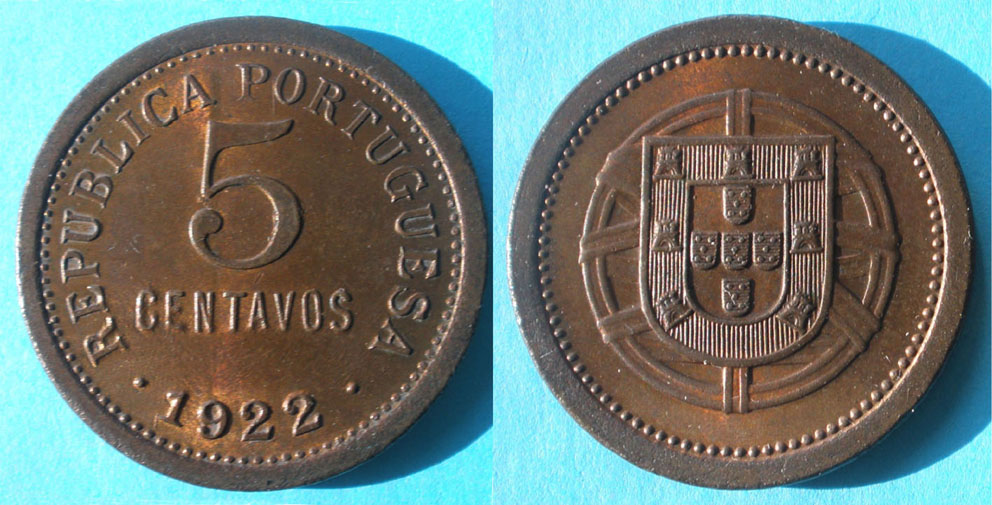 REPUBLICA PORTUGUESA
5
CENTAVOS
· 1922 ·